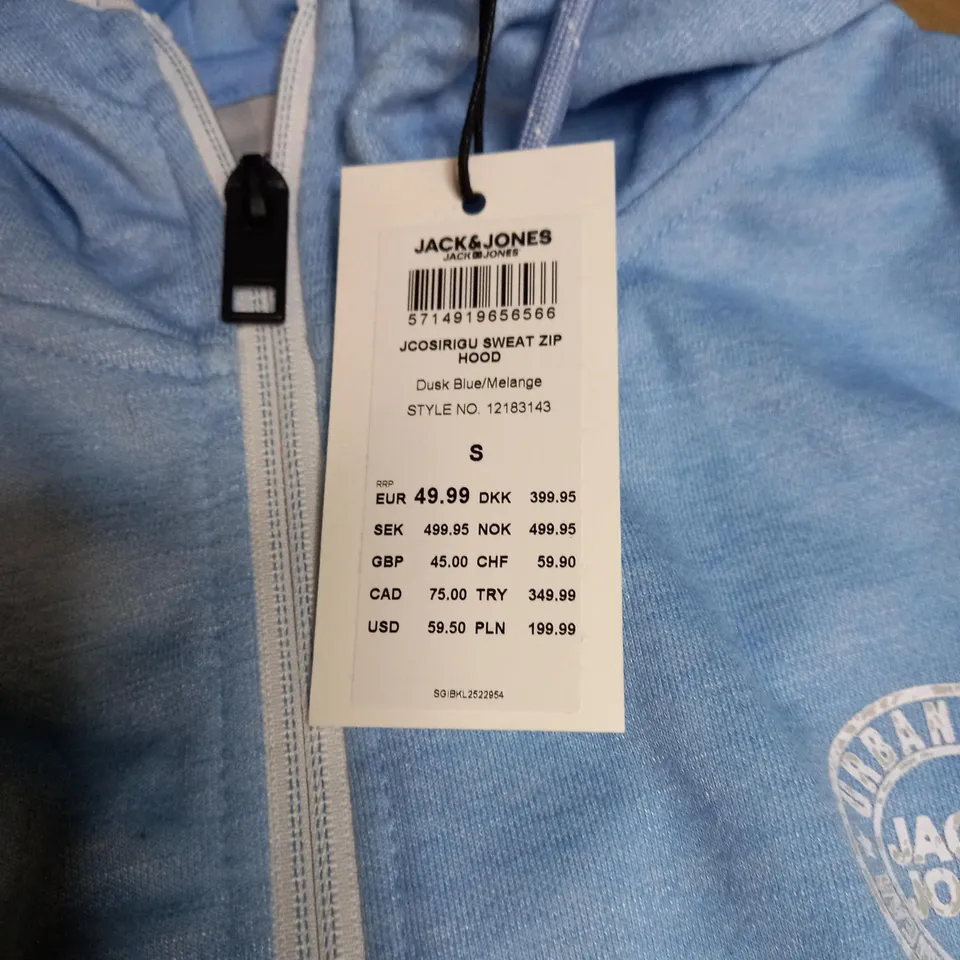 JACK&JONES
JACK&JONES
5714919656566
JCOSIRIGU SWEAT ZIP
HOOD
Dusk Blue/Melange
STYLE NO. 12183143
S
RRP
EUR 49.99 DKK 399.95
SEK 499.95 NOK 499.95
GBP 45.00 CHF 59.90
CAD 75.00 TRY 349.99
USD 59.50 PLN 199.99
SGIBKL2522954
URBAN
JAC
JO